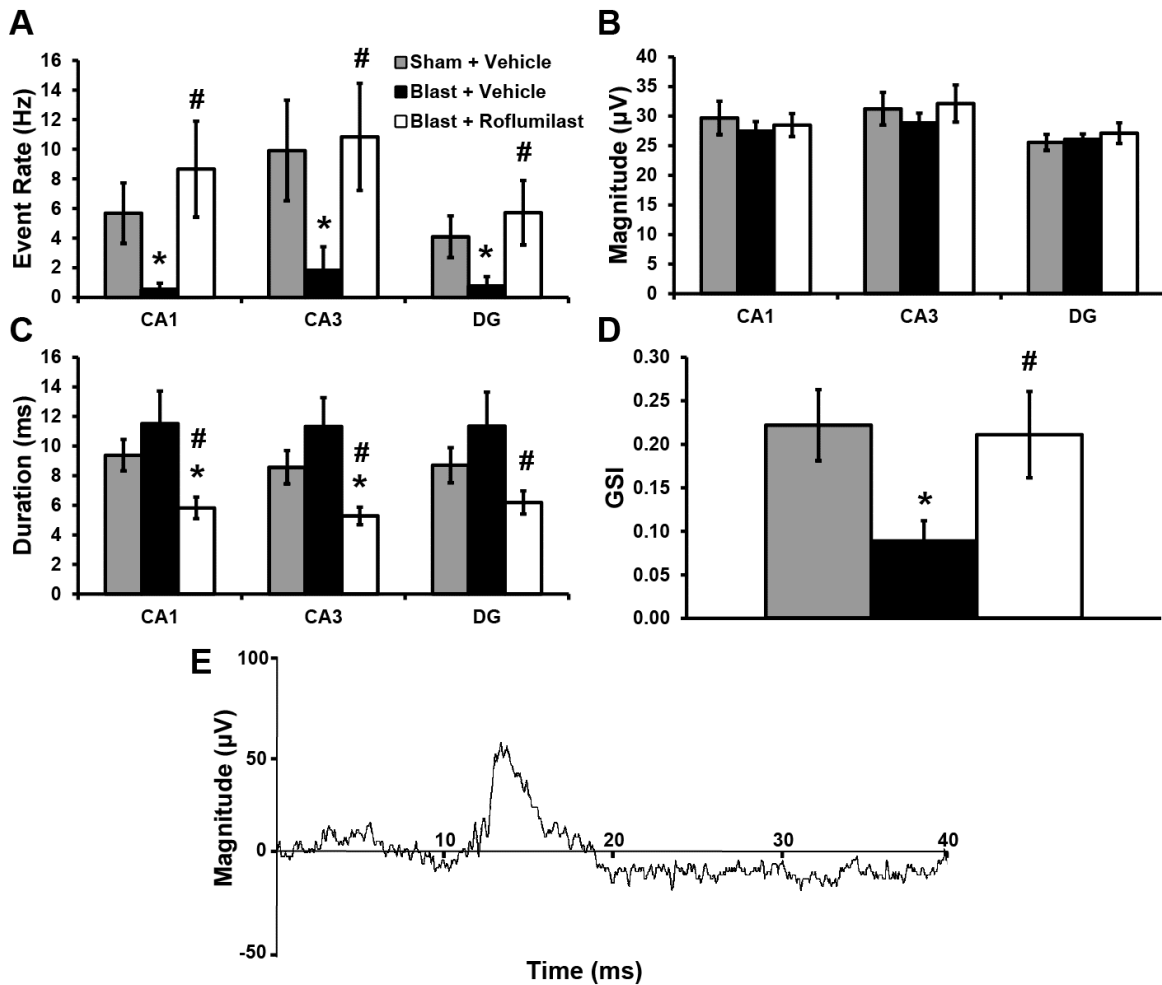 A
Event Rate (Hz)
16
14
12
10
8
6
4
2
0
# * # * * #
Sham + Vehicle
Blast + Vehicle
Blast + Roflumilast
CA1 CA3 DG
B
Magnitude (µV)
40
35
30
25
20
15
10
5
0
CA1 CA3 DG
C
Duration (ms)
16
14
12
10
8
6
4
2
0
# # #
* *
CA1 CA3 DG
D
GSI
0.30
0.25
0.20
0.15
0.10
0.05
0.00
* #
E
Magnitude (µV)
100
50
0
-50
10 20 30 40
Time (ms)